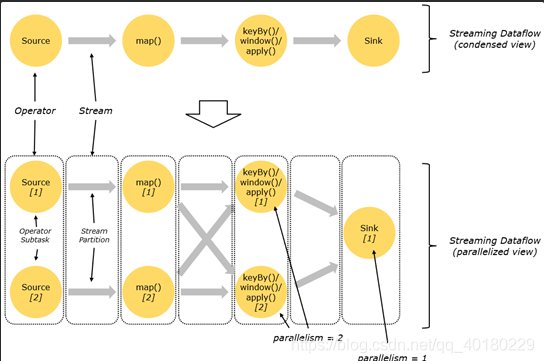 Source
map()
keyBy()/
window()/
apply()
Sink
Streaming Dataflow
(condensed view)
Operator
Stream
Source
[1]
map()
[1]
keyBy()/
window()/
apply()
[1]
Operator
Subtask
Stream
Partition
Sink
[1]
Streaming Dataflow
(parallelized view)
Source
[2]
map()
[2]
keyBy()/
window()/
apply()
[2]
parallelism = 2
https://blog.csdn.net/qq_40180229
parallelism = 1